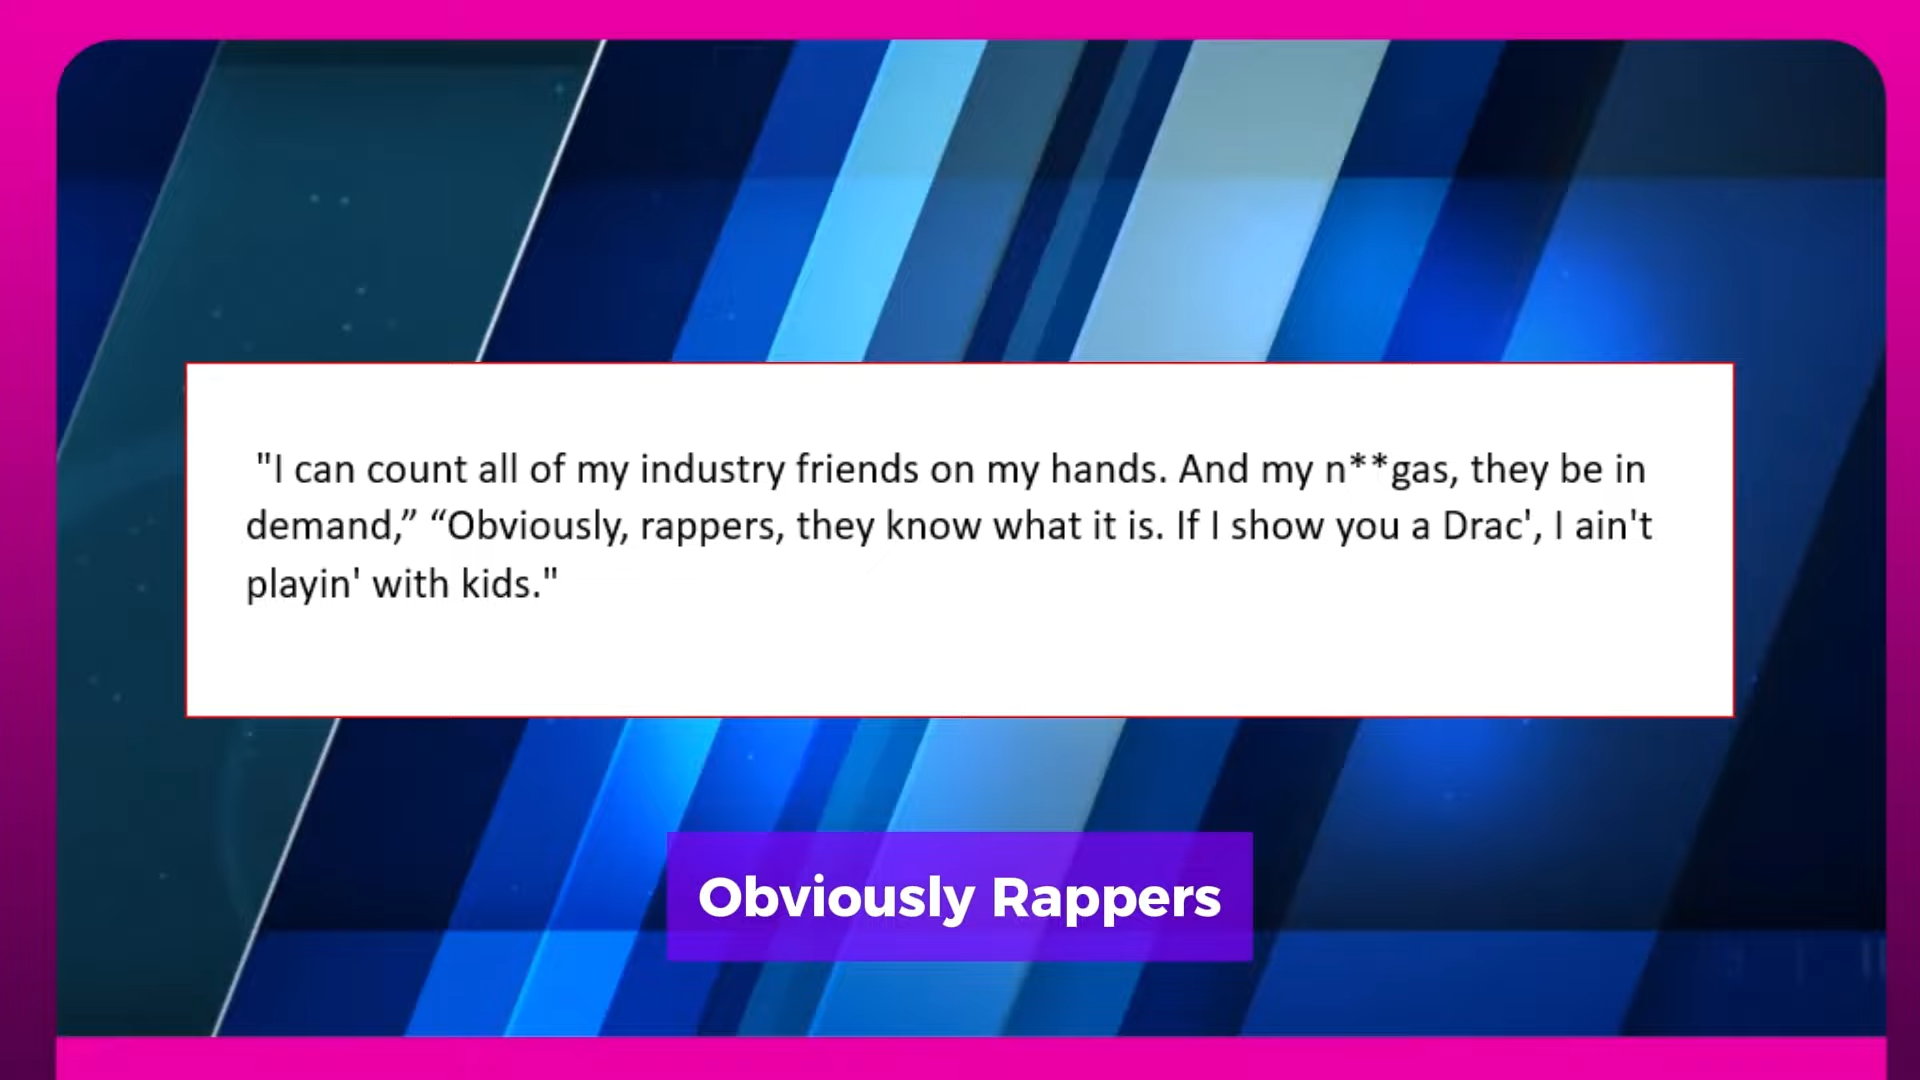 "I can count all of my industry friends on my hands. And my n**gas, they be in
demand,” “Obviously, rappers, they know what it is. If I show you a Drac', I ain't
playin' with kids."
Obviously Rappers